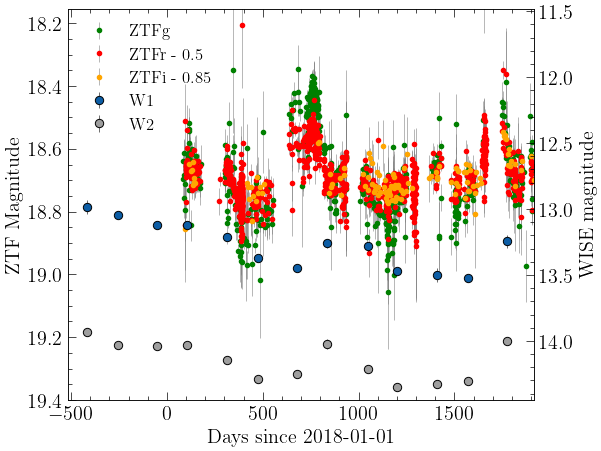 ZTFg
ZTFr - 0.5
ZTFi - 0.85
W1
W2
18.2
18.4
18.6
18.8
19.0
19.2
19.4
ZTF Magnitude
11.5
12.0
12.5
13.0
13.5
14.0
WISE magnitude
−500
0
500
1000
1500
Days since 2018-01-01